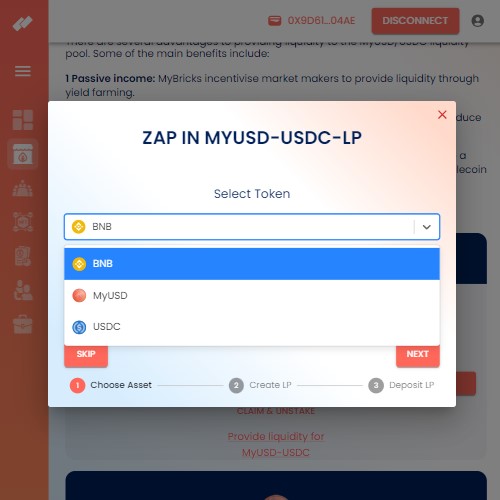 0X9D61...04AE
DISCONNECT
There are several advantages to providing liquidity to the MyUSD/USDC liquidity
pool. Some of the main benefits include:
1 Passive income: MyBricks incentivise market makers to provide liquidity through
yield farming.
duce
a
lecoin
ZAP IN MYUSD-USDC-LP
Select Token
BNB
BNB
MyUSD
USDC
SKIP
NEXT
1 Choose Asset
2 Create LP
3 Deposit LP
CLAIM & UNSTAKE
Provide liquidity for
MyUSD-USDC